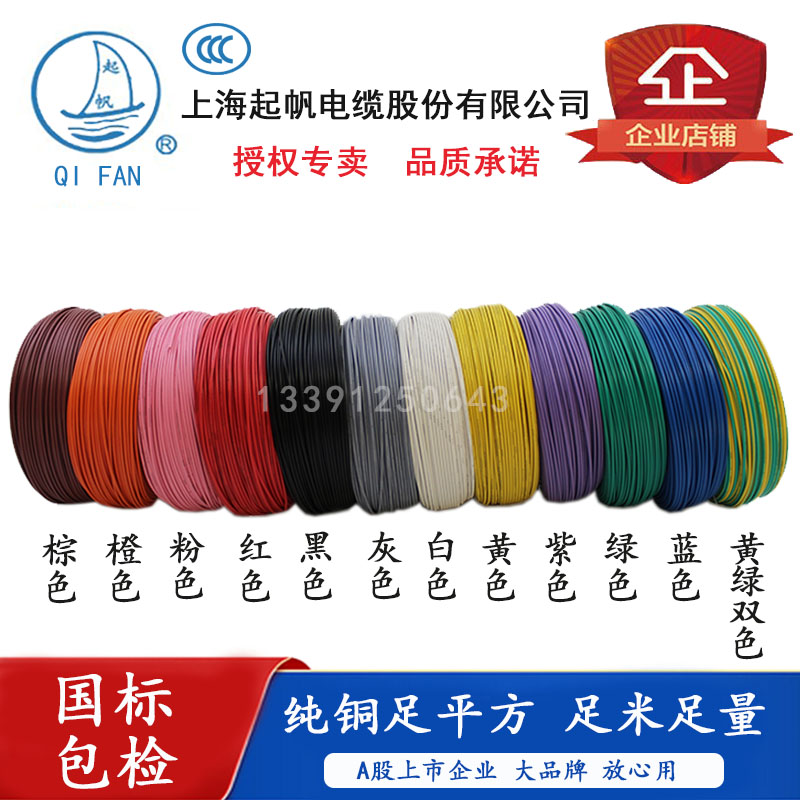 起
帆
®
QI FAN
CCC
上海起帆电缆股份有限公司
授权专卖 品质承诺
企
企业店铺
13391250643
棕色
橙色
粉色
红色
黑色
灰色
白色
黄色
紫色
绿色
蓝色
黄绿双色
国标
包检
纯铜足平方 足米足量
A股上市企业 大品牌 放心用